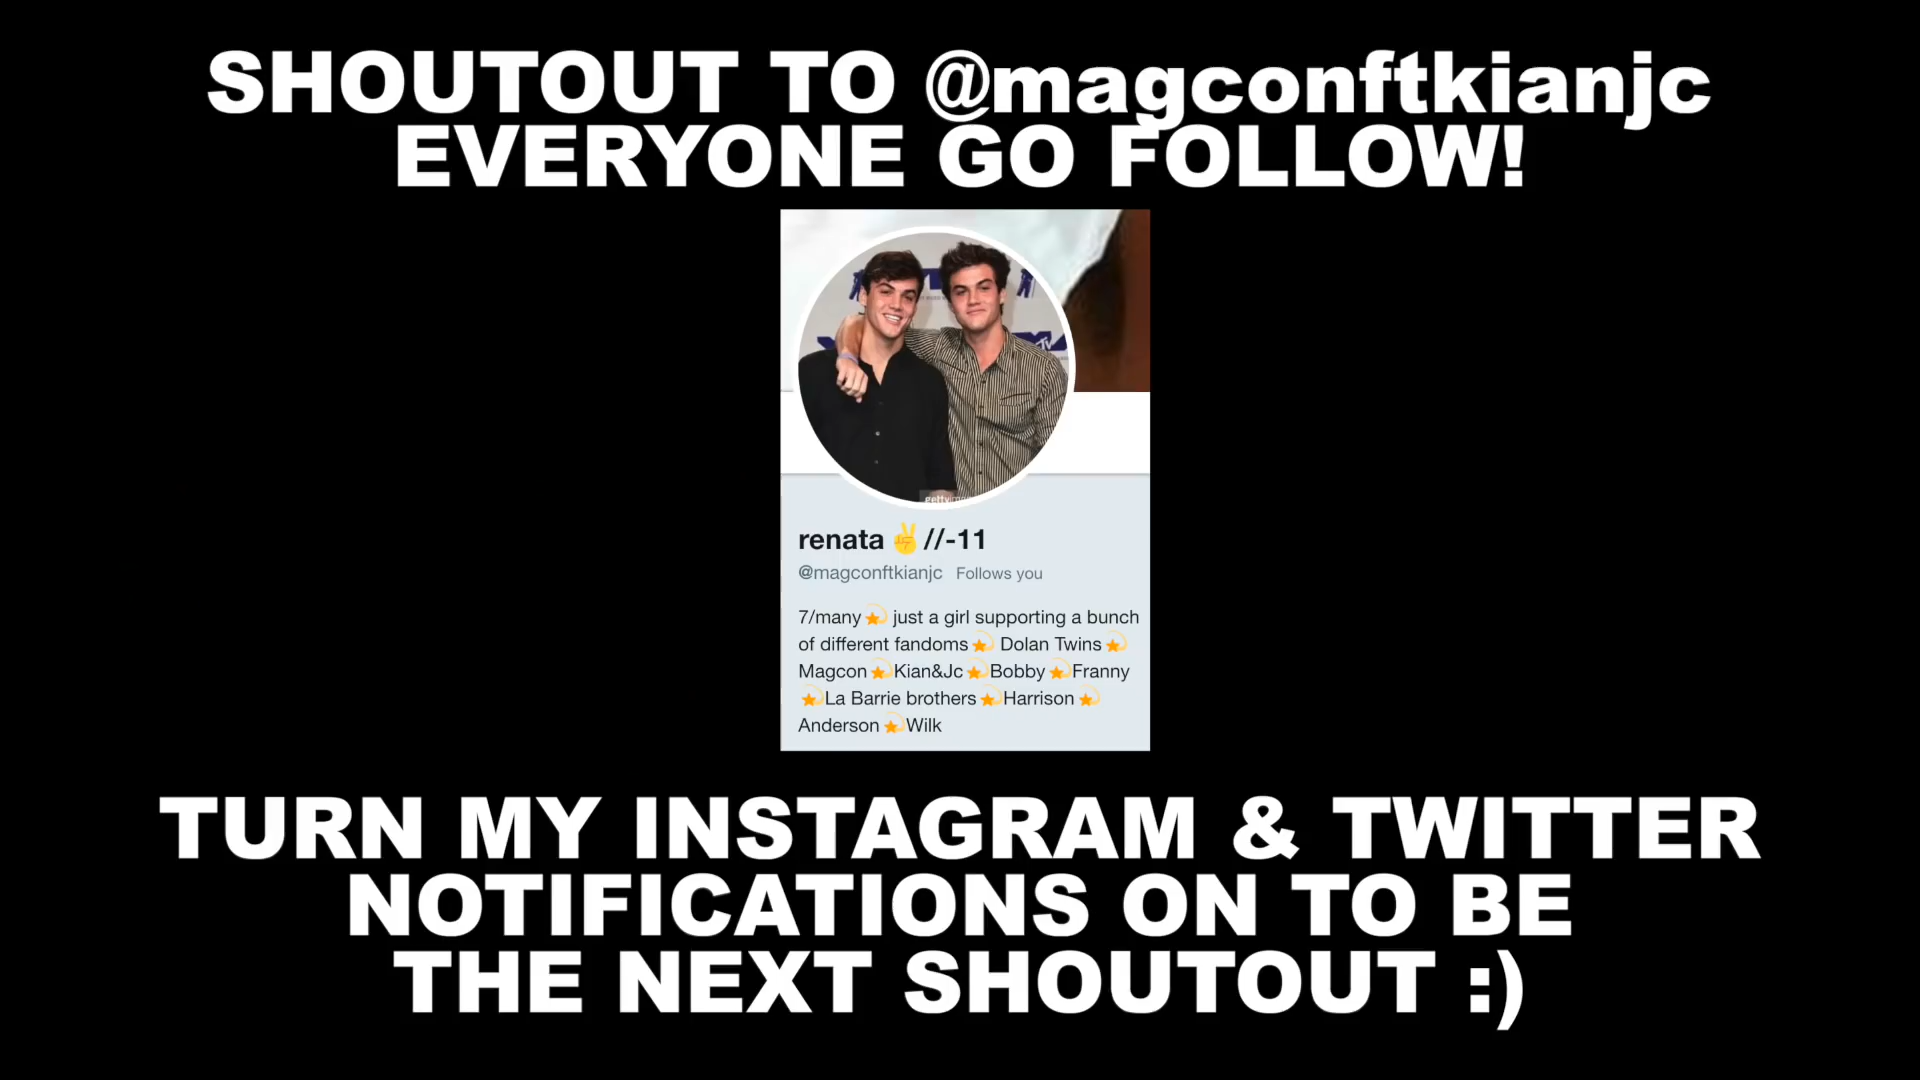 SHOUTOUT TO @magconftkianjc
EVERYONE GO FOLLOW!
MTV
gettyim
renata ✌️//-11
@magconftkianjc Follows you
7/many💫 just a girl supporting a bunch
of different fandoms💫 Dolan Twins💫
Magcon💫Kian&Jc💫Bobby💫Franny
💫La Barrie brothers💫Harrison💫
Anderson💫Wilk
TURN MY INSTAGRAM & TWITTER
NOTIFICATIONS ON TO BE
THE NEXT SHOUTOUT :)